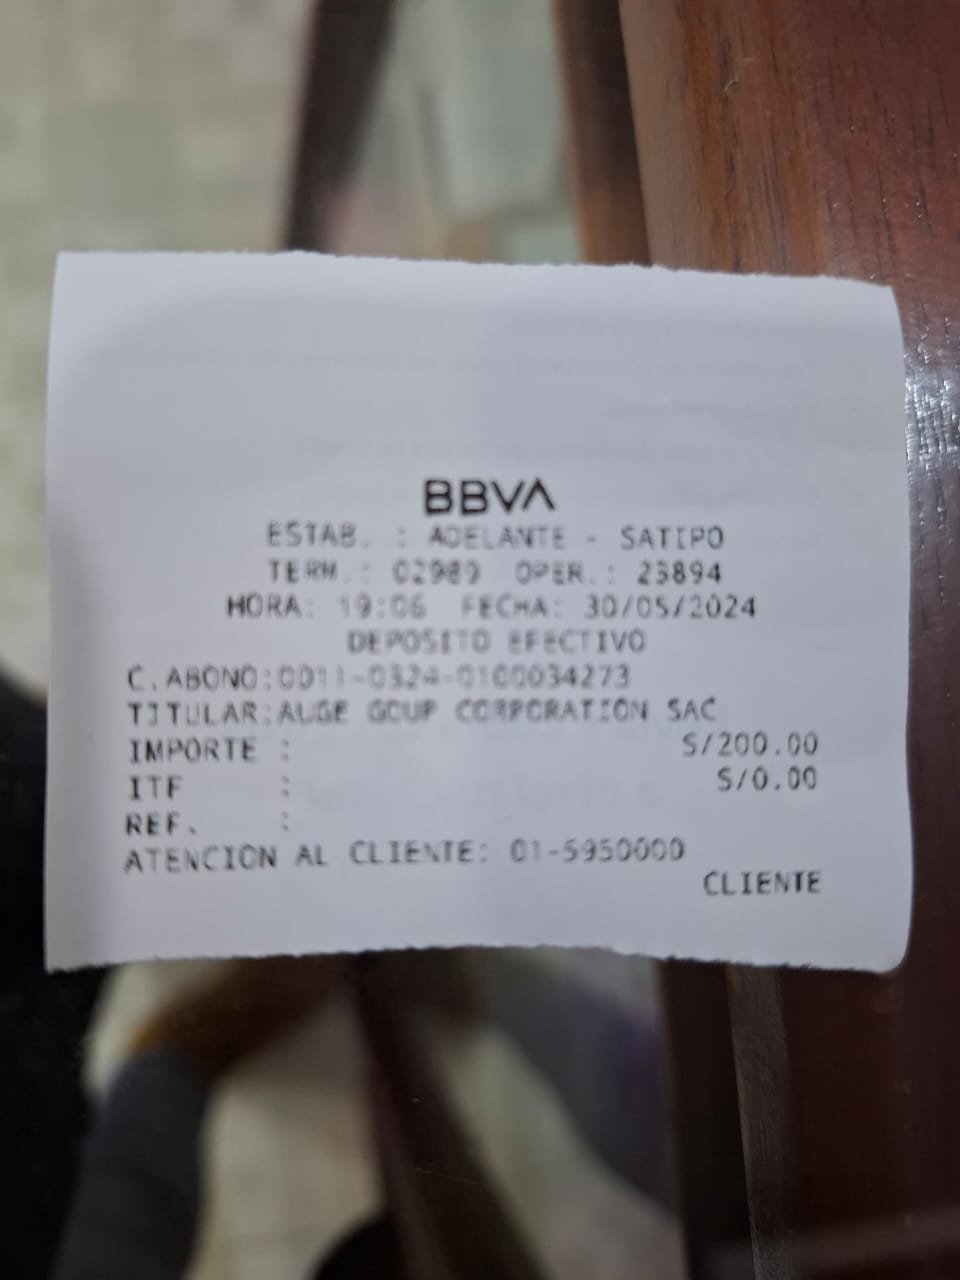 BBVA
ESTAB. : ADELANTE - SATIPO
TERM.: 02989 OPER.: 23894
HORA: 19:06 FECHA: 30/05/2024
DEPOSITO EFECTIVO
C.ABONO:0011-0324-0100034273
TITULAR:AUGE GOUP CORPORATION SAC
IMPORTE : S/200.00
ITF : S/0.00
REF. :
ATENCION AL CLIENTE: 01-5950000
CLIENTE